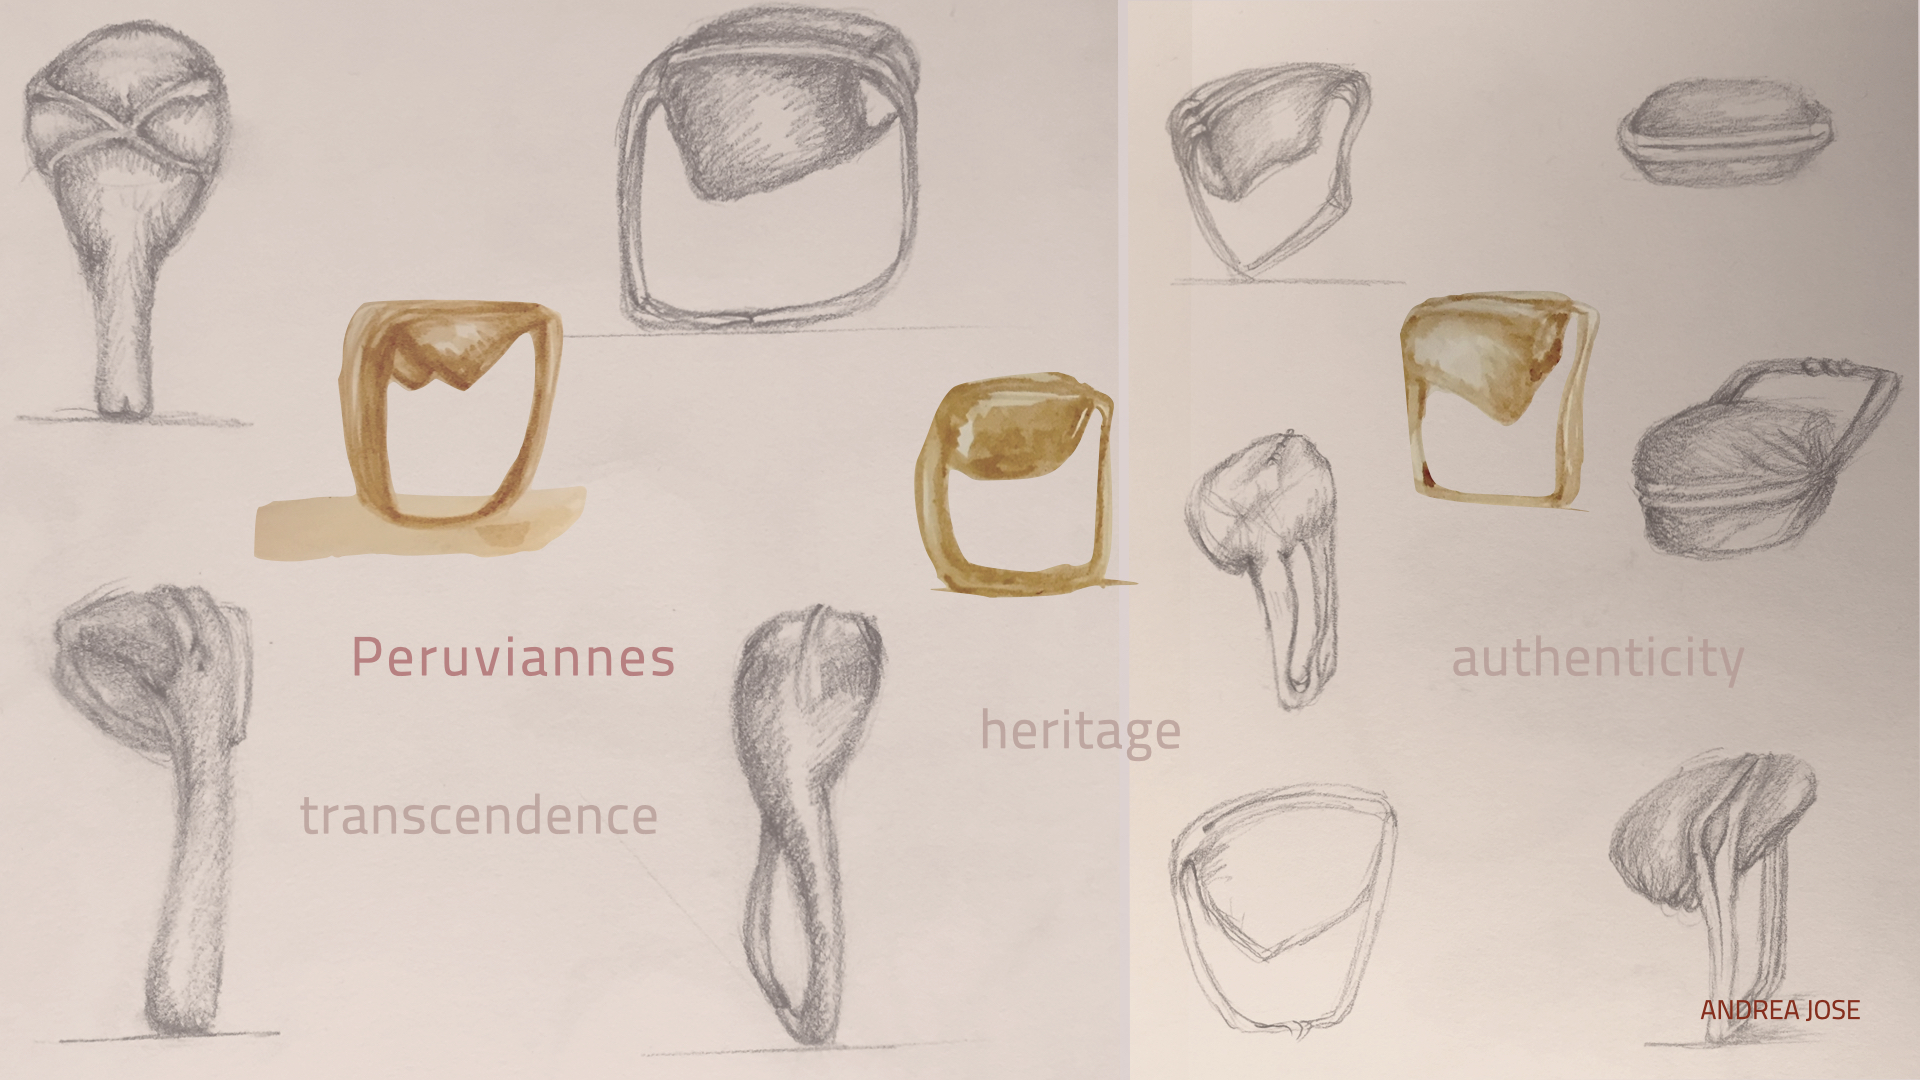 Peruviannes
authenticity
heritage
transcendence
ANDREA JOSE